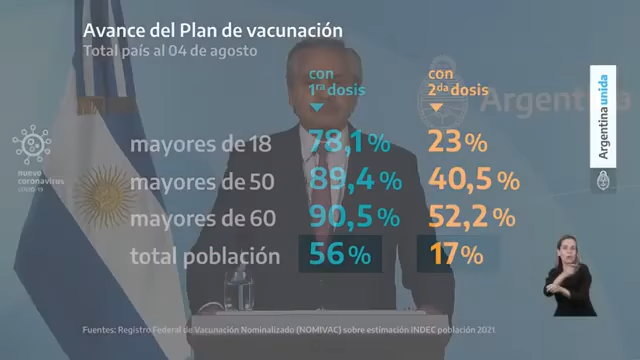 Avance del Plan de vacunación
Total país al 04 de agosto
con 1ra dosis
con 2da dosis
Argentina
Argentina unida
mayores de 18 78,1% 23%
nuevo coronavirus COVID-19
mayores de 50 89,4% 40,5%
mayores de 60 90,5% 52,2%
total población 56% 17%
Fuentes: Registro Federal de Vacunación Nominalizado (NOMIVAC) sobre estimación INDEC población 2021.